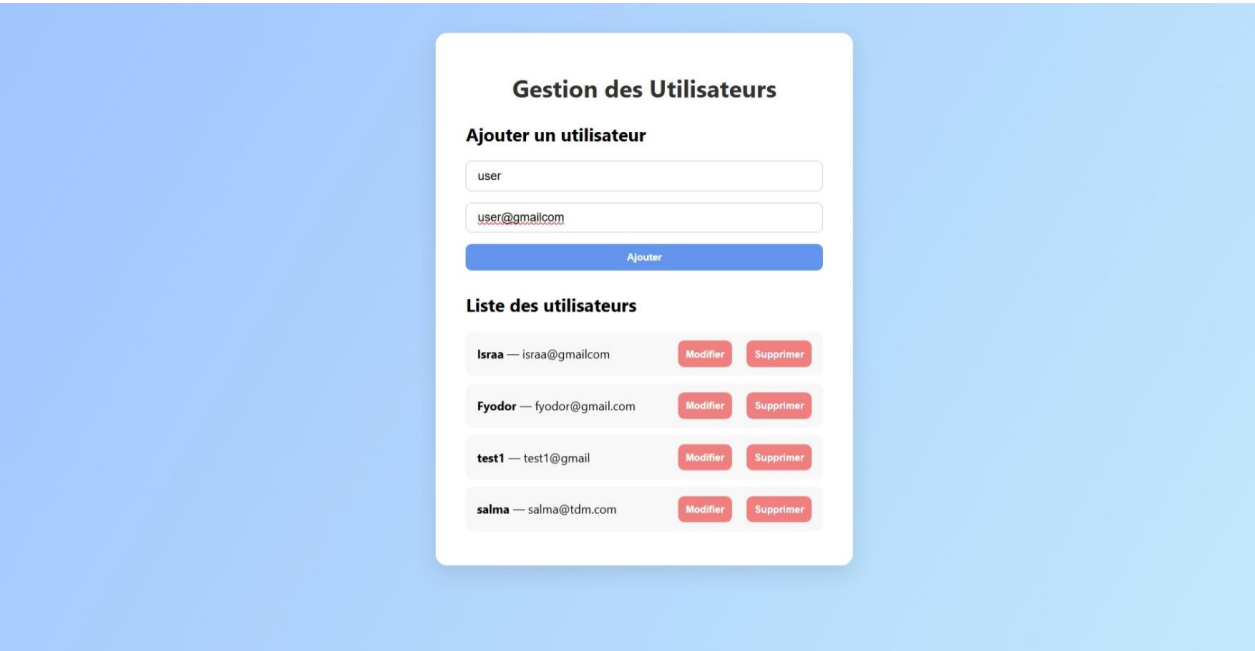 Gestion des Utilisateurs
Ajouter un utilisateur
user
user@gmailcom
Ajouter
Liste des utilisateurs
Israa — israa@gmailcom Modifier Supprimer
Fyodor — fyodor@gmail.com Modifier Supprimer
test1 — test1@gmail Modifier Supprimer
salma — salma@tdm.com Modifier Supprimer